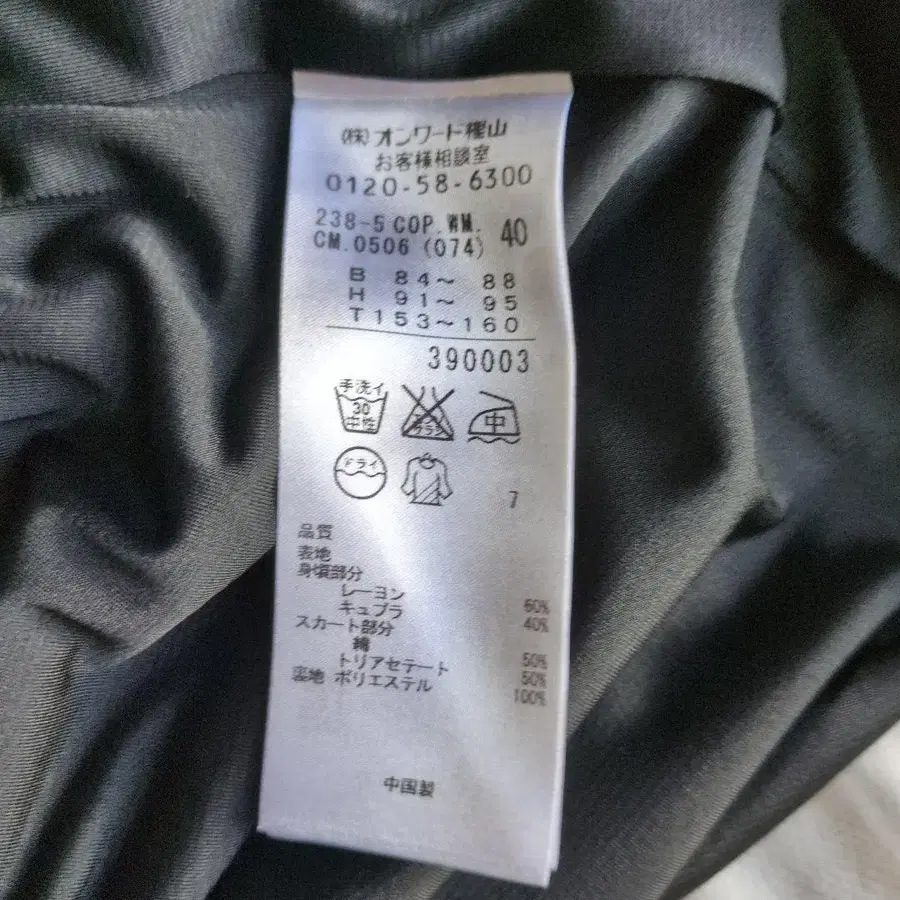 (株)オンワード樫山
お客様相談室
0120-58-6300
238-5 COP.WM. 40
CM.0506 (074)
B 84~ 88
H 91~ 95
T 153~160
390003
手洗イ
30
中性
中
ドライ
7
品質
表地
身頃部分
レーヨン 60%
キュプラ 40%
スカート部分
綿 50%
トリアセテート 50%
裏地 ポリエステル 100%
中国製